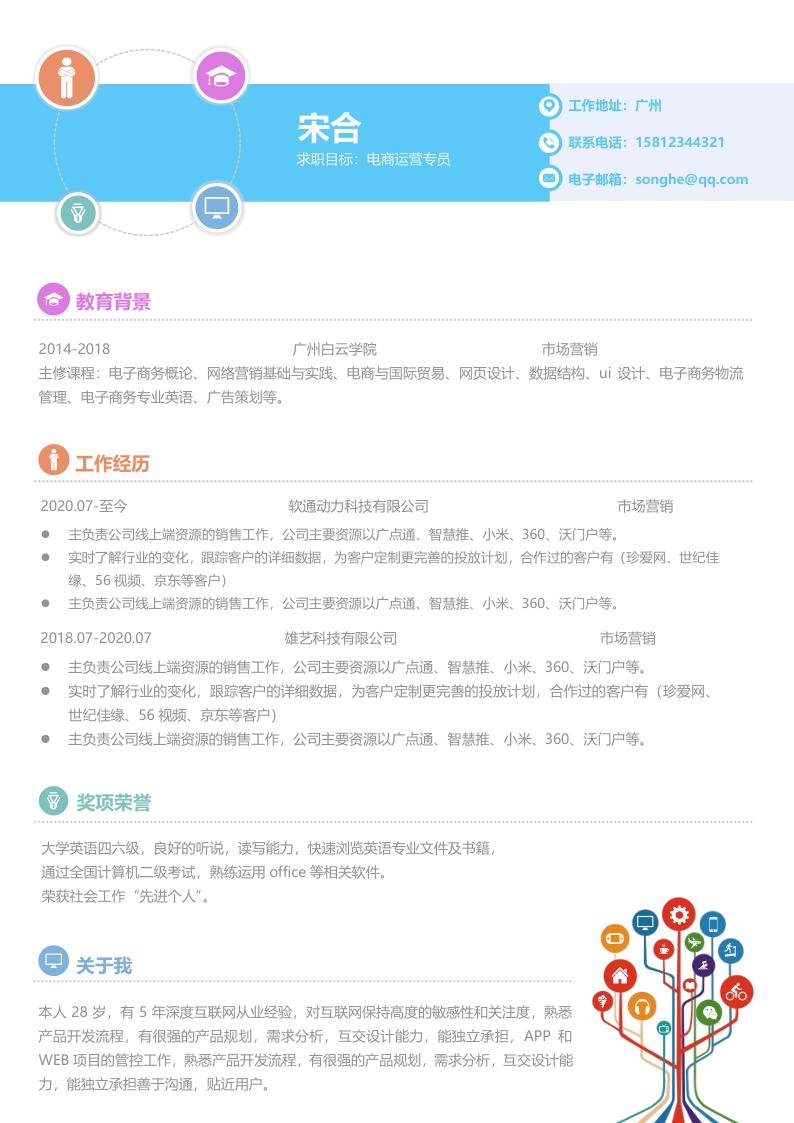 宋合
求职目标：电商运营专员
工作地址：广州
联系电话：15812344321
电子邮箱：songhe@qq.com
教育背景
2014-2018 广州白云学院 市场营销
主修课程：电子商务概论、网络营销基础与实践、电商与国际贸易、网页设计、数据结构、ui 设计、电子商务物流
管理、电子商务专业英语、广告策划等。
工作经历
2020.07-至今 软通动力科技有限公司 市场营销
● 主负责公司线上端资源的销售工作，公司主要资源以广点通、智慧推、小米、360、沃门户等。
● 实时了解行业的变化，跟踪客户的详细数据，为客户定制更完善的投放计划，合作过的客户有（珍爱网、世纪佳
缘、56 视频、京东等客户）
● 主负责公司线上端资源的销售工作，公司主要资源以广点通、智慧推、小米、360、沃门户等。
2018.07-2020.07 雄艺科技有限公司 市场营销
● 主负责公司线上端资源的销售工作，公司主要资源以广点通、智慧推、小米、360、沃门户等。
● 实时了解行业的变化，跟踪客户的详细数据，为客户定制更完善的投放计划，合作过的客户有（珍爱网、
世纪佳缘、56 视频、京东等客户）
● 主负责公司线上端资源的销售工作，公司主要资源以广点通、智慧推、小米、360、沃门户等。
奖项荣誉
大学英语四六级，良好的听说，读写能力，快速浏览英语专业文件及书籍，
通过全国计算机二级考试，熟练运用 office 等相关软件。
荣获社会工作“先进个人”。
关于我
本人 28 岁，有 5 年深度互联网从业经验，对互联网保持高度的敏感性和关注度，熟悉
产品开发流程，有很强的产品规划，需求分析，互交设计能力，能独立承担，APP 和
WEB 项目的管控工作，熟悉产品开发流程，有很强的产品规划，需求分析，互交设计能
力，能独立承担善于沟通，贴近用户。